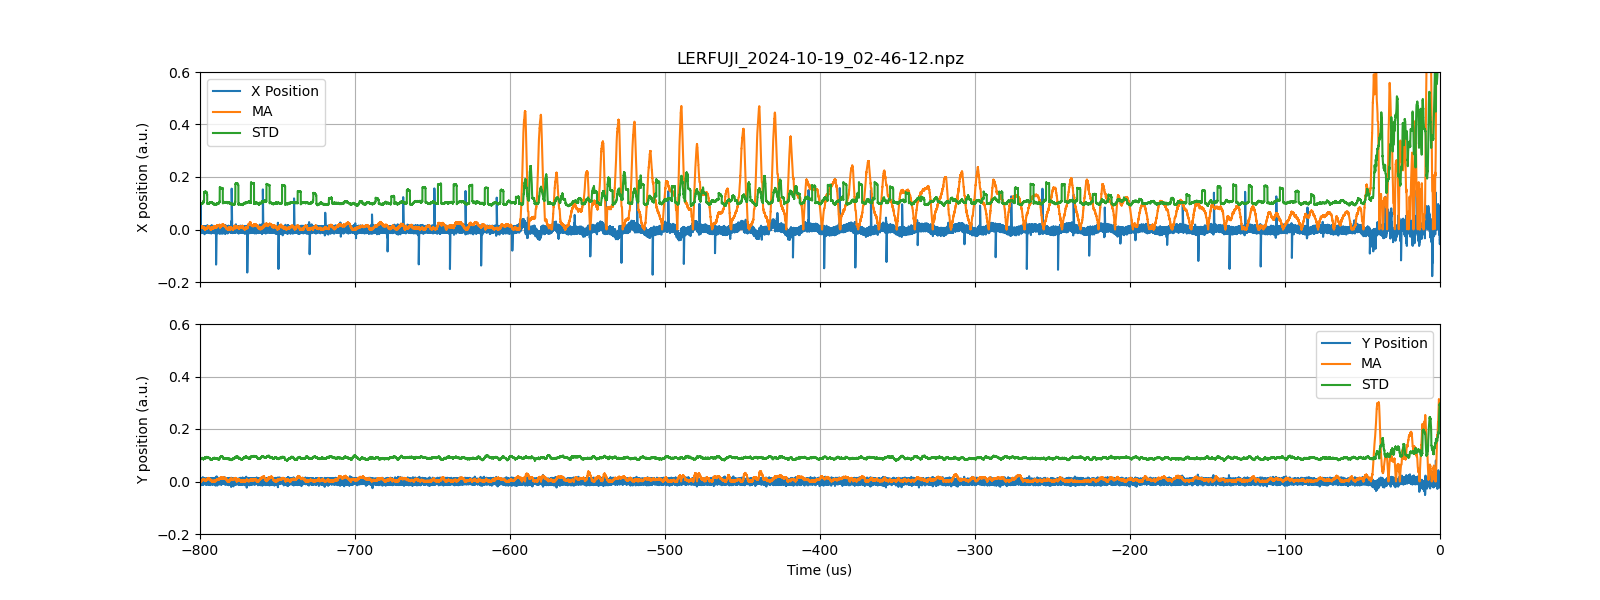 LERFUJI_2024-10-19_02-46-12.npz
X position (a.u.)
0.6
0.4
0.2
0.0
−0.2
X Position
MA
STD
Y position (a.u.)
0.6
0.4
0.2
0.0
−0.2
Y Position
MA
STD
−800 −700 −600 −500 −400 −300 −200 −100 0
Time (us)